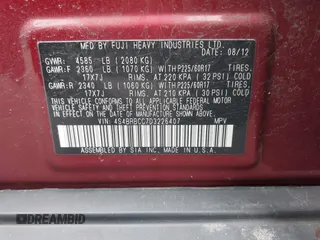 MFD BY FUJI HEAVY INDUSTRIES LTD.
08/12
GVWR: 4585 LB (2080 KG)
GAWR:F 2360 LB (1070 KG) WITH P225/60R17 TIRES,
17X7J RIMS, AT 220 KPA (32 PSI) COLD
GAWR:R 2340 LB (1060 KG) WITH P225/60R17 TIRES,
17X7J RIMS, AT 210 KPA (30 PSI) COLD
THIS VEHICLE CONFORMS TO ALL APPLICABLE
FEDERAL MOTOR VEHICLE SAFETY AND THEFT
PREVENTION STANDARDS IN EFFECT ON THE DATE
OF MANUFACTURE SHOWN ABOVE.
VIN: 4S4BRBCC7D3226407 MPV
ASSEMBLED BY SIA INC. MADE IN U.S.A.
DREAMBID